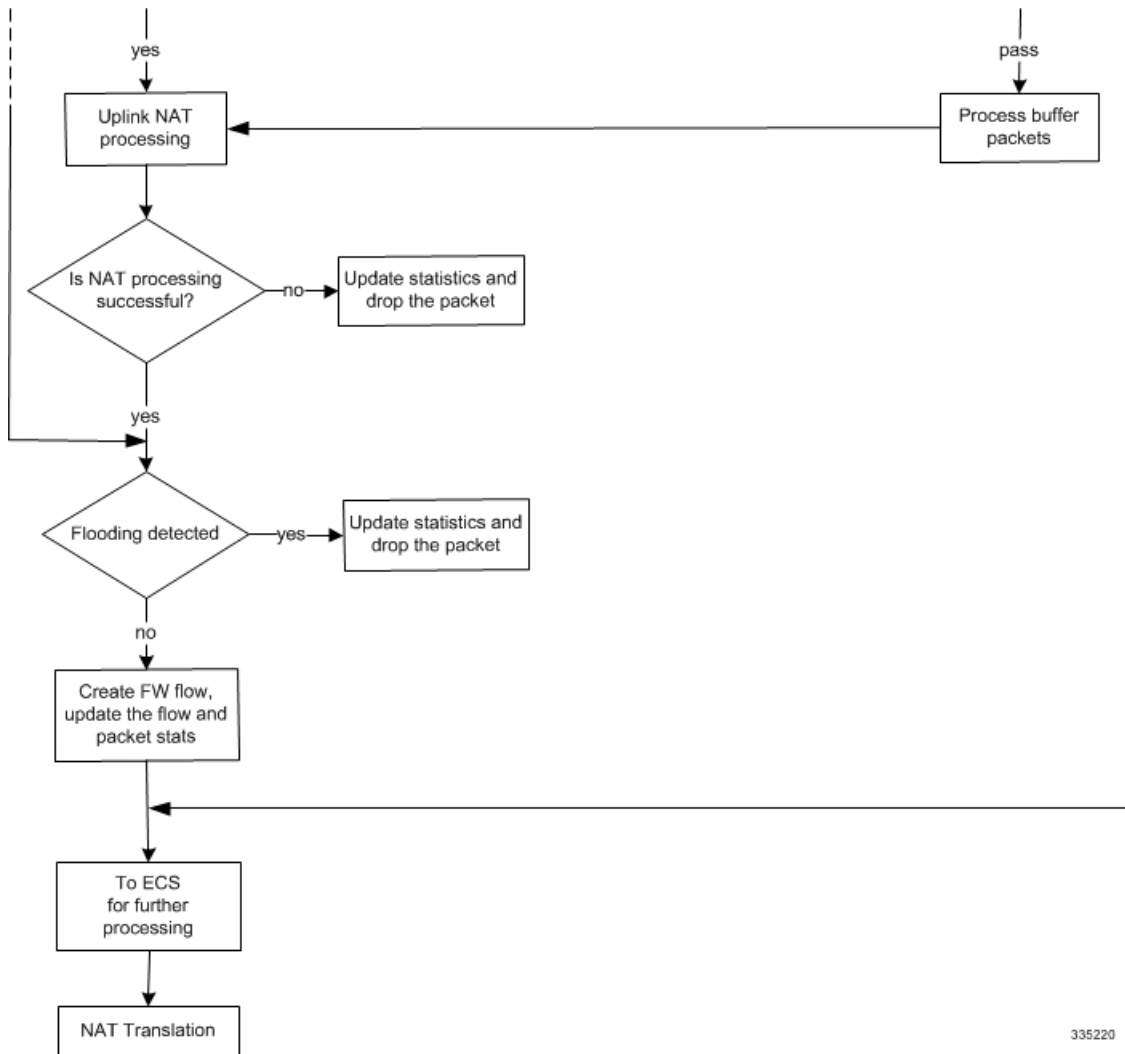 yes
pass
Uplink NAT
processing
Process buffer
packets
Is NAT processing
successful?
no
Update statistics and
drop the packet
yes
Flooding detected
yes
Update statistics and
drop the packet
no
Create FW flow,
update the flow and
packet stats
To ECS
for further
processing
NAT Translation
335220